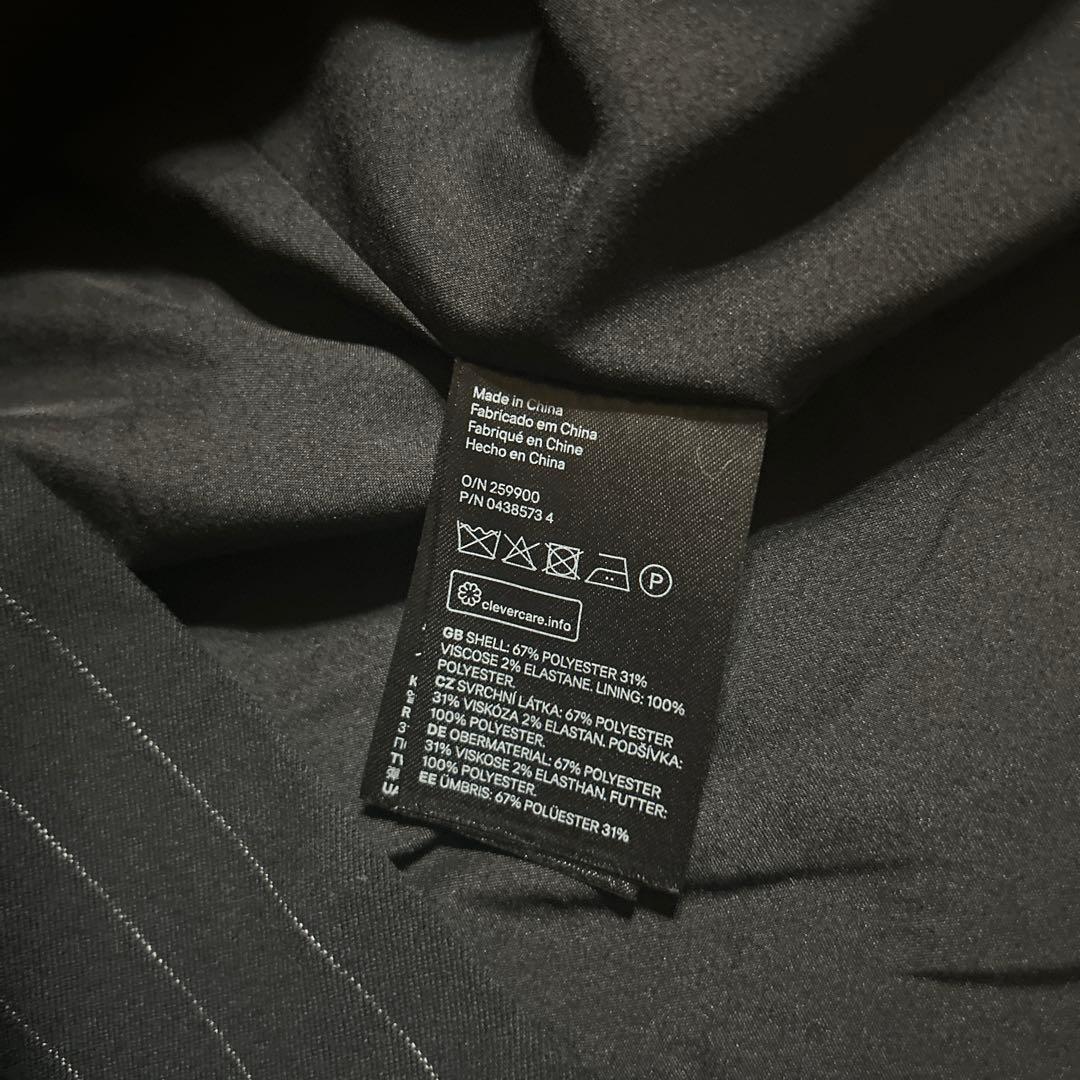 Made in China
Fabricado em China
Fabriqué en Chine
Hecho en China
O/N 259900
P/N 0438573 4
P
clevercare.info
GB SHELL: 67% POLYESTER 31%
VISCOSE 2% ELASTANE. LINING: 100%
POLYESTER.
CZ SVRCHNÍ LÁTKA: 67% POLYESTER
31% VISKÓZA 2% ELASTAN. PODŠÍVKA:
100% POLYESTER.
DE OBERMATERIAL: 67% POLYESTER
31% VISKOSE 2% ELASTHAN. FUTTER:
100% POLYESTER.
EE ÜMBRIS: 67% POLÜESTER 31%